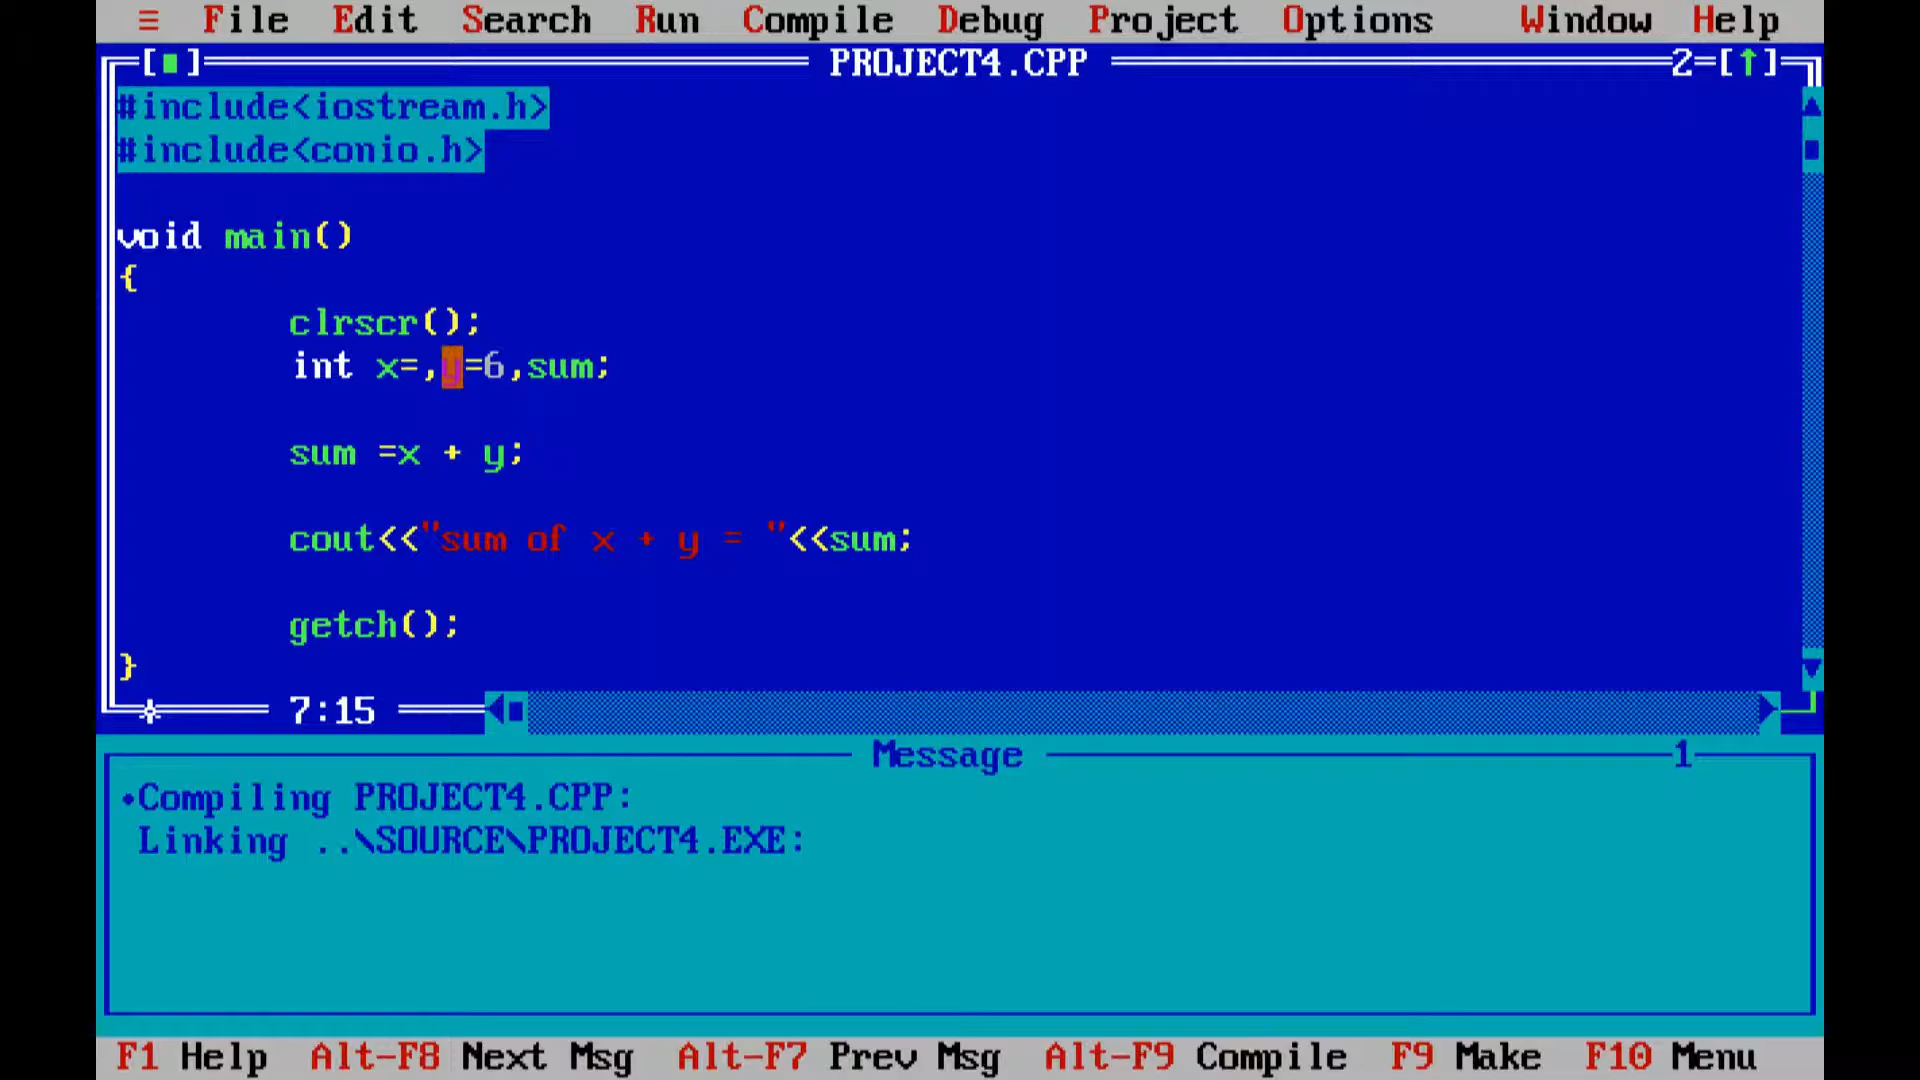 ≡ File Edit Search Run Compile Debug Project Options Window Help
[■] PROJECT4.CPP 2=[↑]
#include<iostream.h>
#include<conio.h>
void main()
{
clrscr();
int x=,y=6,sum;
sum =x + y;
cout<<"sum of x + y = "<<sum;
getch();
}
* 7:15
Message 1
•Compiling PROJECT4.CPP:
Linking ..\SOURCE\PROJECT4.EXE:
F1 Help Alt-F8 Next Msg Alt-F7 Prev Msg Alt-F9 Compile F9 Make F10 Menu